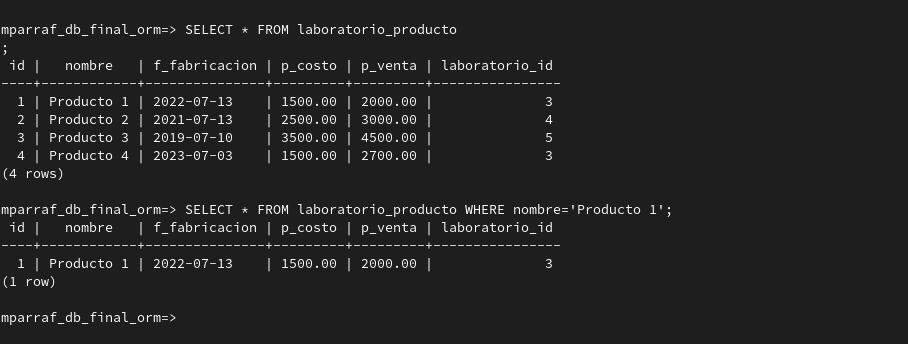 mparraf_db_final_orm=> SELECT * FROM laboratorio_producto
;
 id |   nombre   | f_fabricacion | p_costo | p_venta | laboratorio_id
----+------------+---------------+---------+---------+----------------
  1 | Producto 1 | 2022-07-13    | 1500.00 | 2000.00 |              3
  2 | Producto 2 | 2021-07-13    | 2500.00 | 3000.00 |              4
  3 | Producto 3 | 2019-07-10    | 3500.00 | 4500.00 |              5
  4 | Producto 4 | 2023-07-03    | 1500.00 | 2700.00 |              3
(4 rows)

mparraf_db_final_orm=> SELECT * FROM laboratorio_producto WHERE nombre='Producto 1';
 id |   nombre   | f_fabricacion | p_costo | p_venta | laboratorio_id
----+------------+---------------+---------+---------+----------------
  1 | Producto 1 | 2022-07-13    | 1500.00 | 2000.00 |              3
(1 row)

mparraf_db_final_orm=>